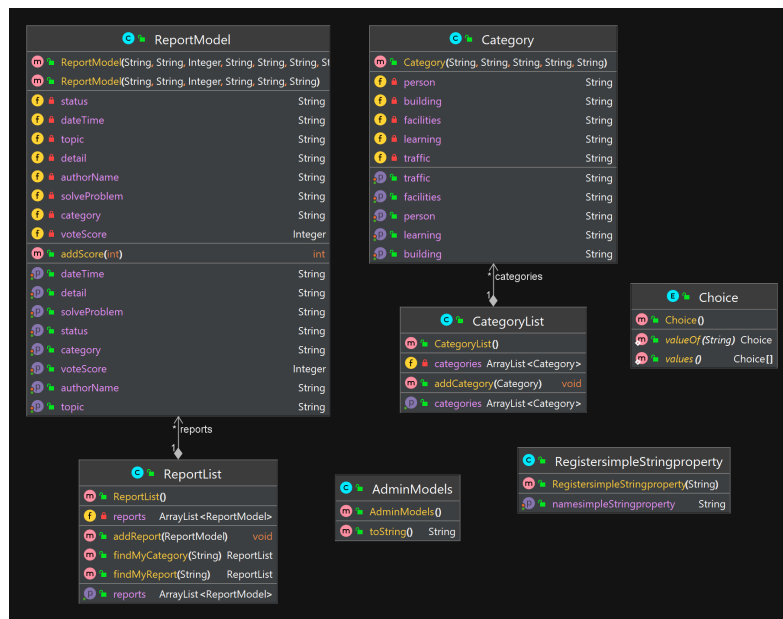 ReportModel
ReportModel(String, String, Integer, String, String, String, St
ReportModel(String, String, Integer, String, String, String)
status String
dateTime String
topic String
detail String
authorName String
solveProblem String
category String
voteScore Integer
addScore(int) int
dateTime String
detail String
solveProblem String
status String
category String
voteScore Integer
authorName String
topic String
* reports
1
ReportList
ReportList()
reports ArrayList<ReportModel>
addReport(ReportModel) void
findMyCategory(String) ReportList
findMyReport(String) ReportList
reports ArrayList<ReportModel>
Category
Category(String, String, String, String, String)
person String
building String
facilities String
learning String
traffic String
traffic String
facilities String
person String
learning String
building String
* categories
1
CategoryList
CategoryList()
categories ArrayList<Category>
addCategory(Category) void
categories ArrayList<Category>
Choice
Choice()
valueOf(String) Choice
values() Choice[]
AdminModels
AdminModels()
toString() String
RegistersimpleStringproperty
RegistersimpleStringproperty(String)
namesimpleStringproperty String